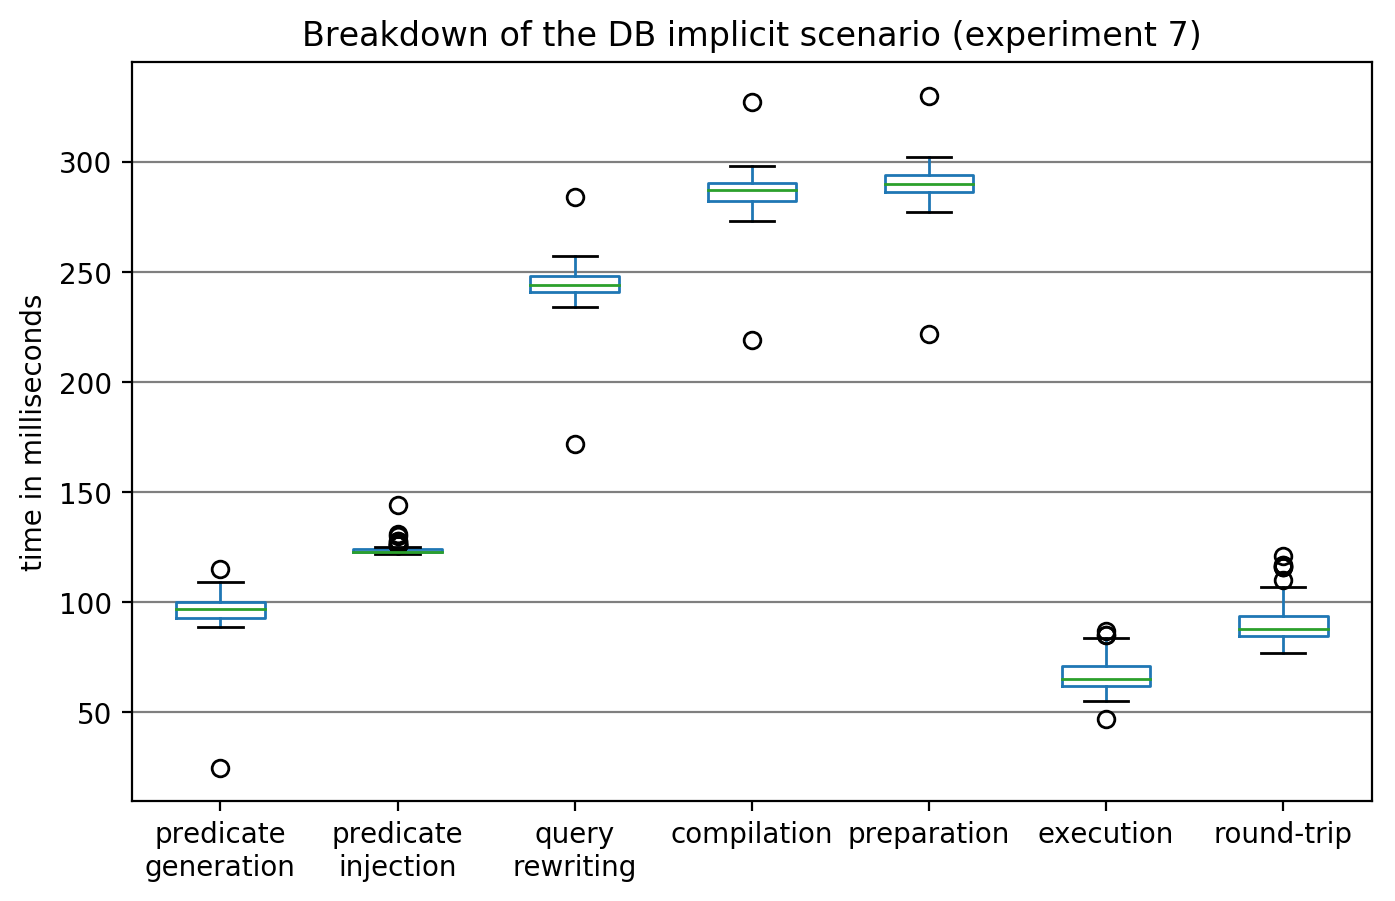 Breakdown of the DB implicit scenario (experiment 7)
time in milliseconds
300
250
200
150
100
50
predicate
generation
predicate
injection
query
rewriting
compilation
preparation
execution
round-trip